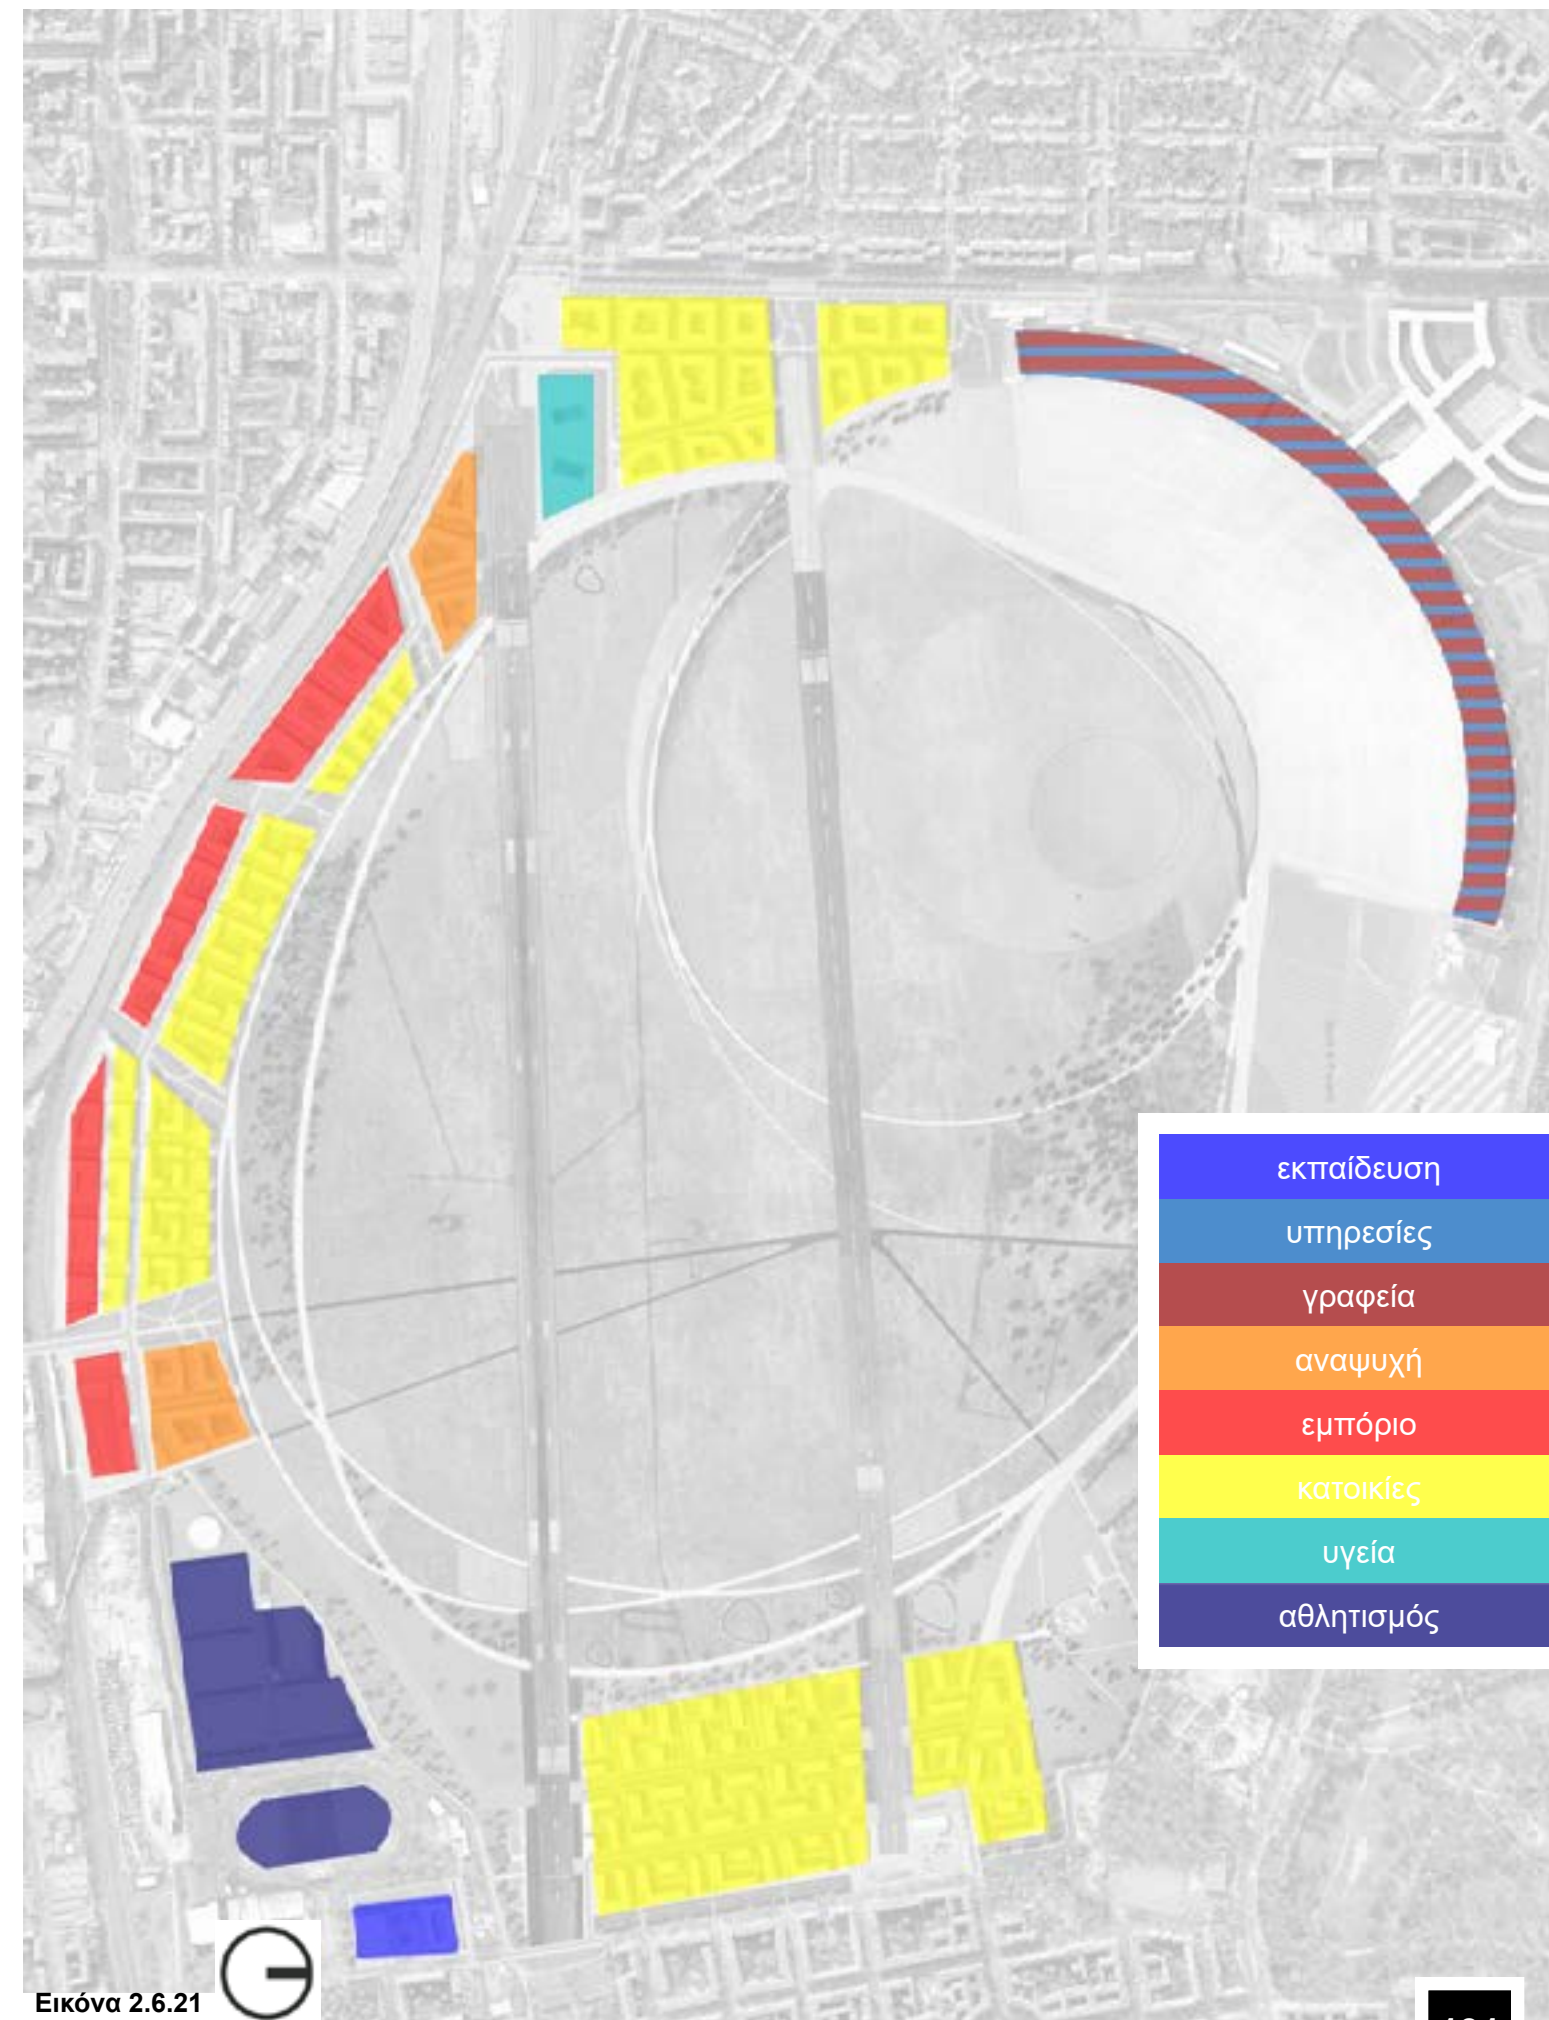 εκπαίδευση
υπηρεσίες
γραφεία
αναψυχή
εμπόριο
κατοικίες
υγεία
αθλητισμός
Εικόνα 2.6.21